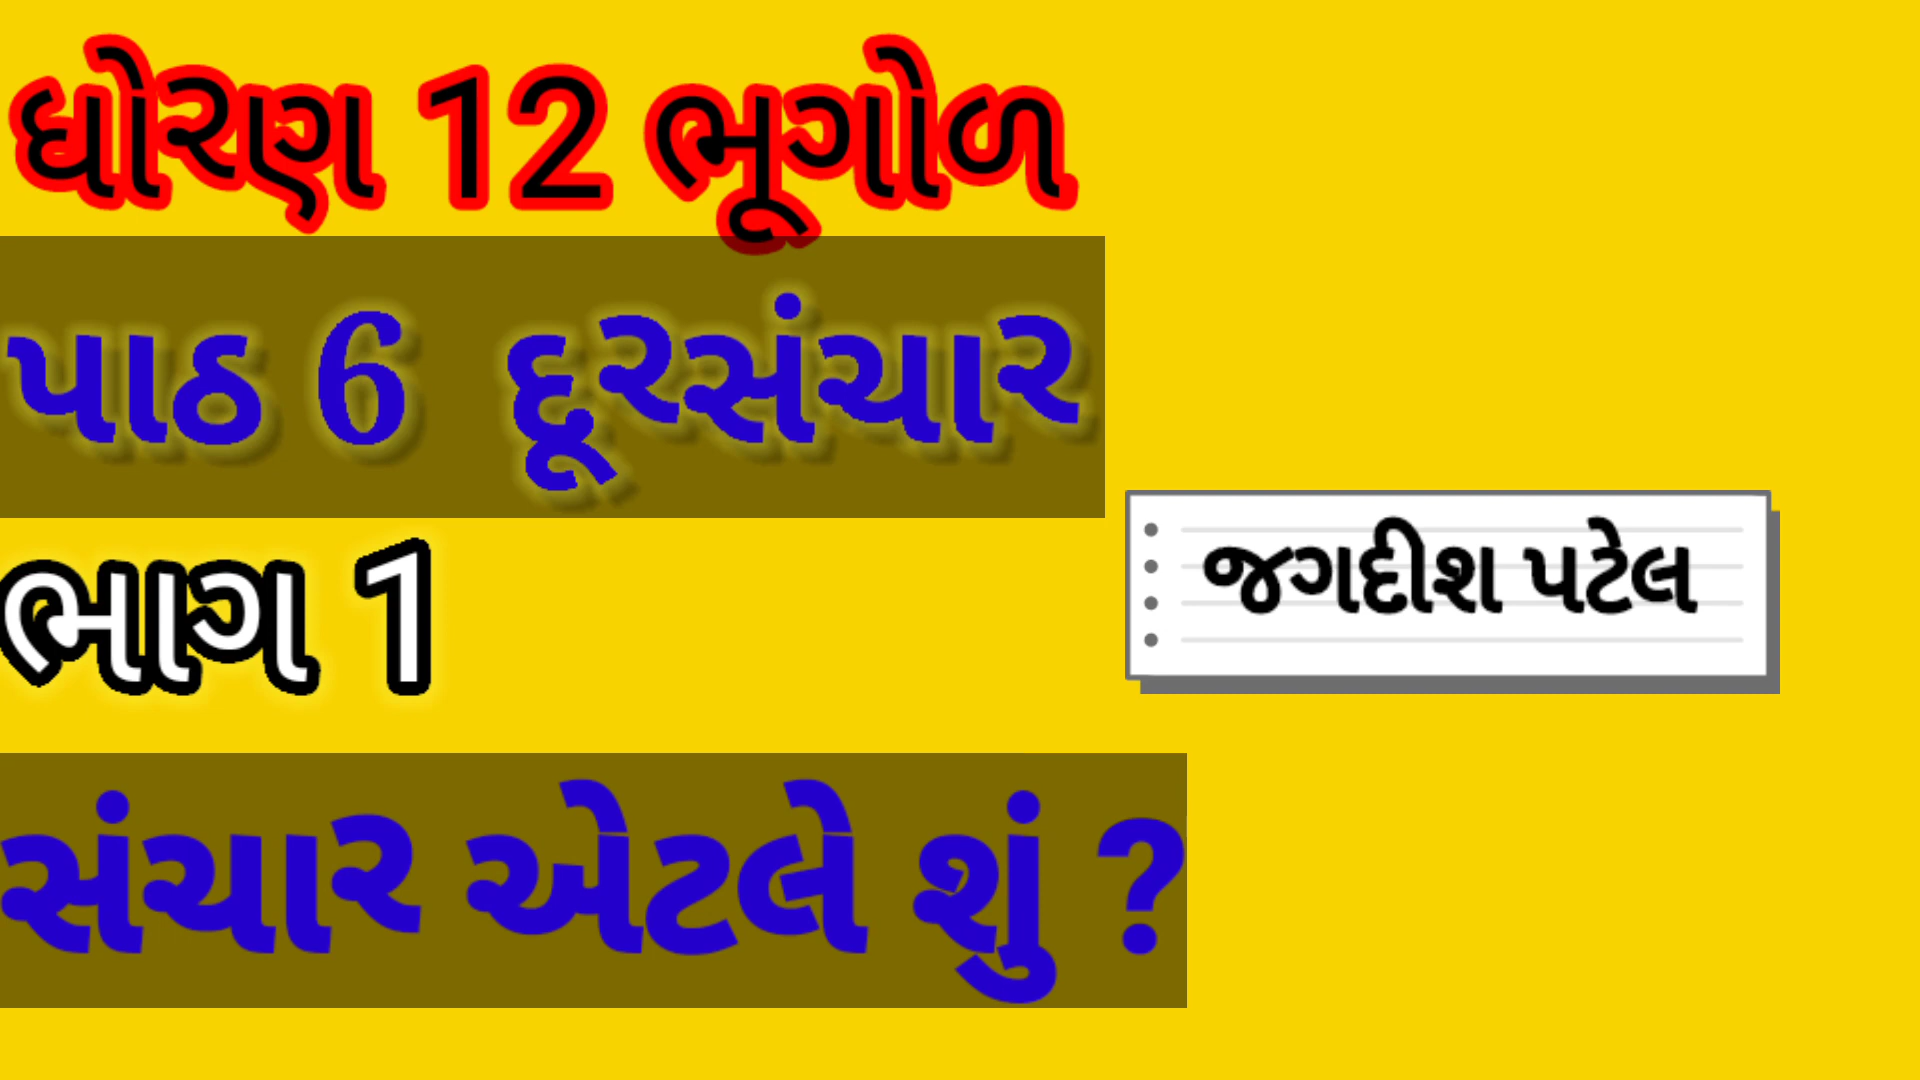 ધોરણ 12 ભૂગોળ
પાઠ 6 દૂરસંચાર
ભાગ 1
જગદીશ પટેલ
સંચાર એટલે શું ?